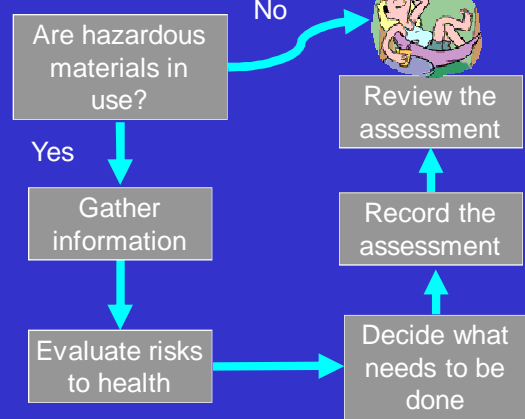 Are hazardous
materials in
use?
No
Yes
Gather
information
Evaluate risks
to health
Decide what
needs to be
done
Record the
assessment
Review the
assessment